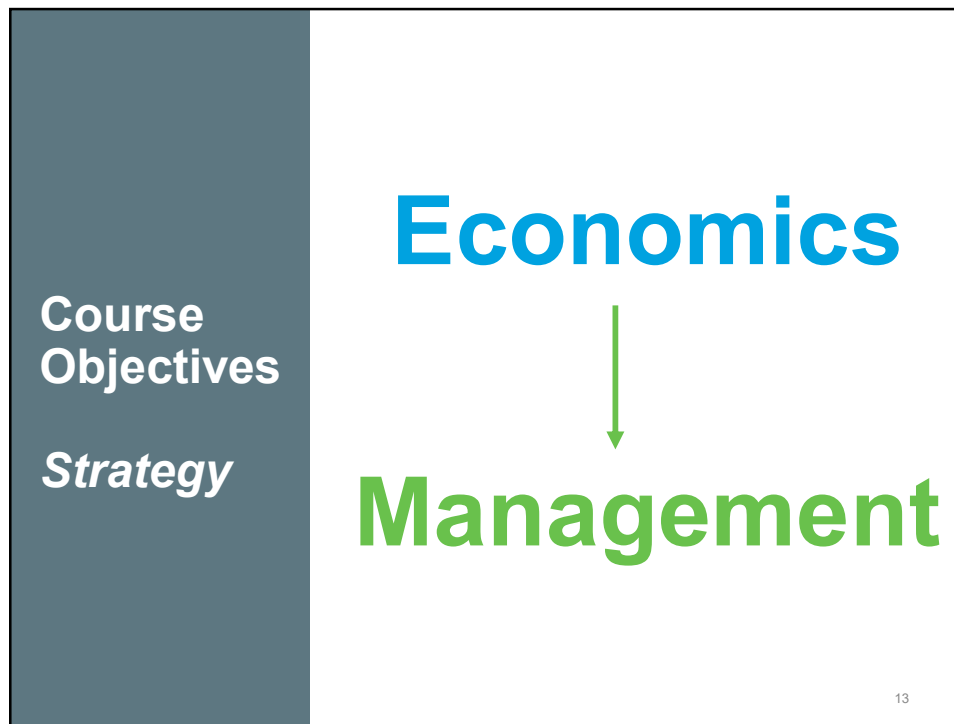 Course
Objectives
Strategy
Economics
Management
13